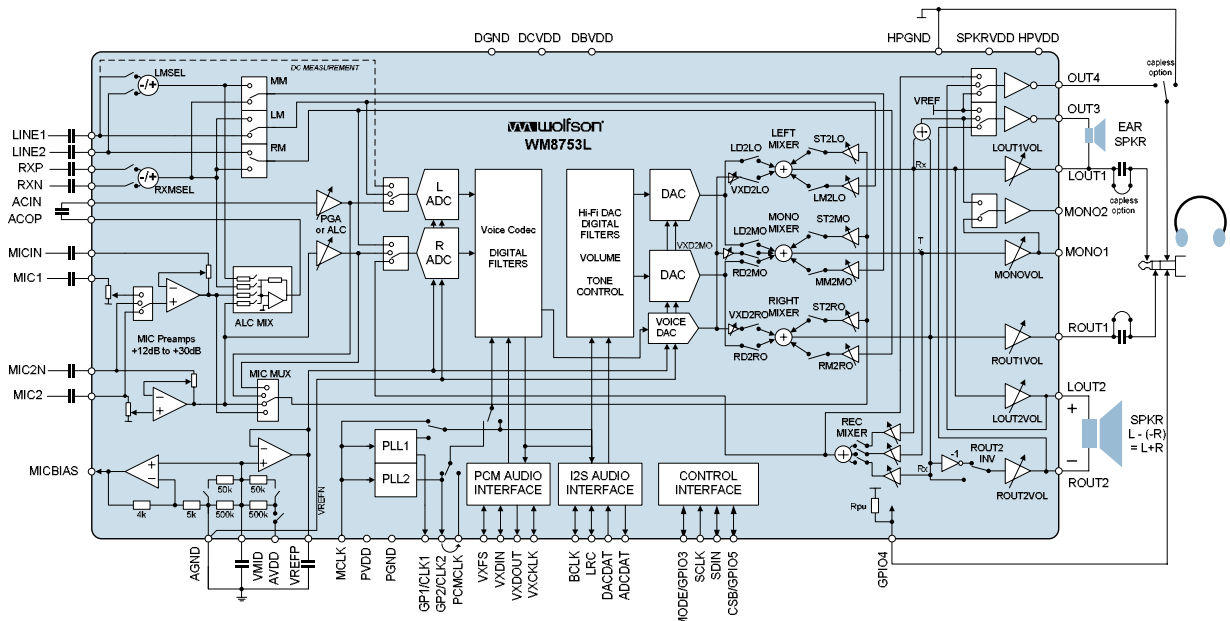 DGND
DCVDD
DBVDD
HPGND
SPKRVDD
HPVDD
DC MEASUREMENT
LMSEL
MM
LM
RM
RXMSEL
wolfson
WM8753L
LINE1
LINE2
RXP
RXN
ACIN
ACOP
MICIN
MIC1
MIC2N
MIC2
MICBIAS
PGA
or ALC
L
ADC
R
ADC
ALC MIX
MIC Preamps
+12dB to +30dB
MIC MUX
Voice Codec
DIGITAL
FILTERS
Hi-Fi DAC
DIGITAL
FILTERS
VOLUME
TONE
CONTROL
DAC
DAC
VOICE
DAC
VXD2MO
LEFT
MIXER
LD2LO
ST2LO
VXD2LO
LM2LO
MONO
MIXER
LD2MO
ST2MO
RD2MO
MM2MO
RIGHT
MIXER
VXD2RO
ST2RO
RD2RO
RM2RO
VREF
Rx
T
Rx
LOUT1VOL
MONOVOL
ROUT1VOL
LOUT2VOL
ROUT2VOL
REC
MIXER
-1
ROUT2
INV
OUT4
OUT3
LOUT1
MONO2
MONO1
ROUT1
LOUT2
ROUT2
capless
option
EAR
SPKR
capless
option
+
SPKR
L - (-R)
= L+R
−
PLL1
PLL2
PCM AUDIO
INTERFACE
I2S AUDIO
INTERFACE
CONTROL
INTERFACE
Rpu
50k
50k
4k
5k
500k
500k
VREFN
AGND
VMID
AVDD
VREFP
MCLK
PVDD
PGND
GP1/CLK1
GP2/CLK2
PCMCLK
VXFS
VXDIN
VXDOUT
VXCKLK
BCLK
LRC
DACDAT
ADCDAT
MODE/GPIO3
SCLK
SDIN
CSB/GPIO5
GPIO4